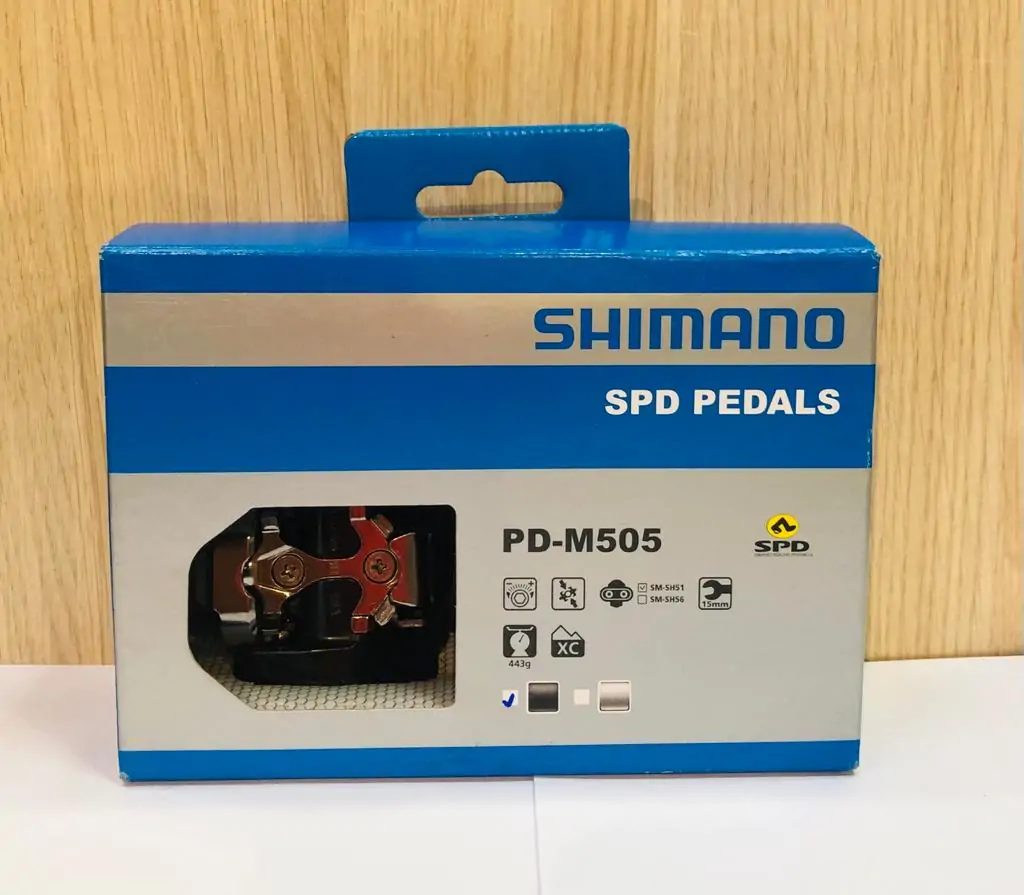 SHIMANO
SPD PEDALS
PD-M505
SPD
- +
SM-SH51
SM-SH56
15mm
443g
XC